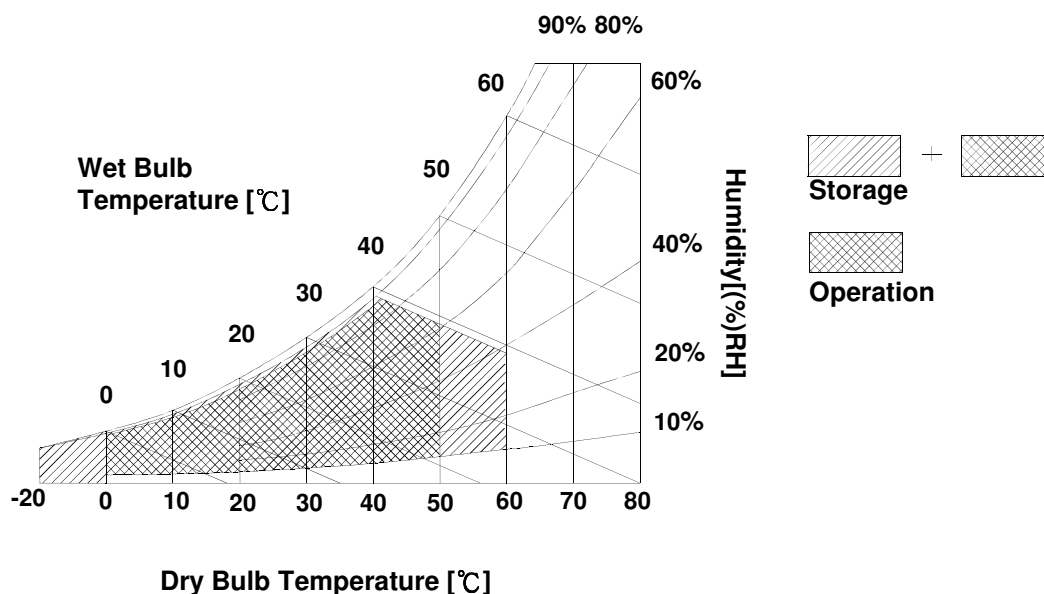 90% 80%
60
60%
50
Wet Bulb
Temperature [℃]
Storage
40
40%
Humidity[(%)RH]
30
Operation
20
20%
10
0
10%
-20 0 10 20 30 40 50 60 70 80
Dry Bulb Temperature [℃]